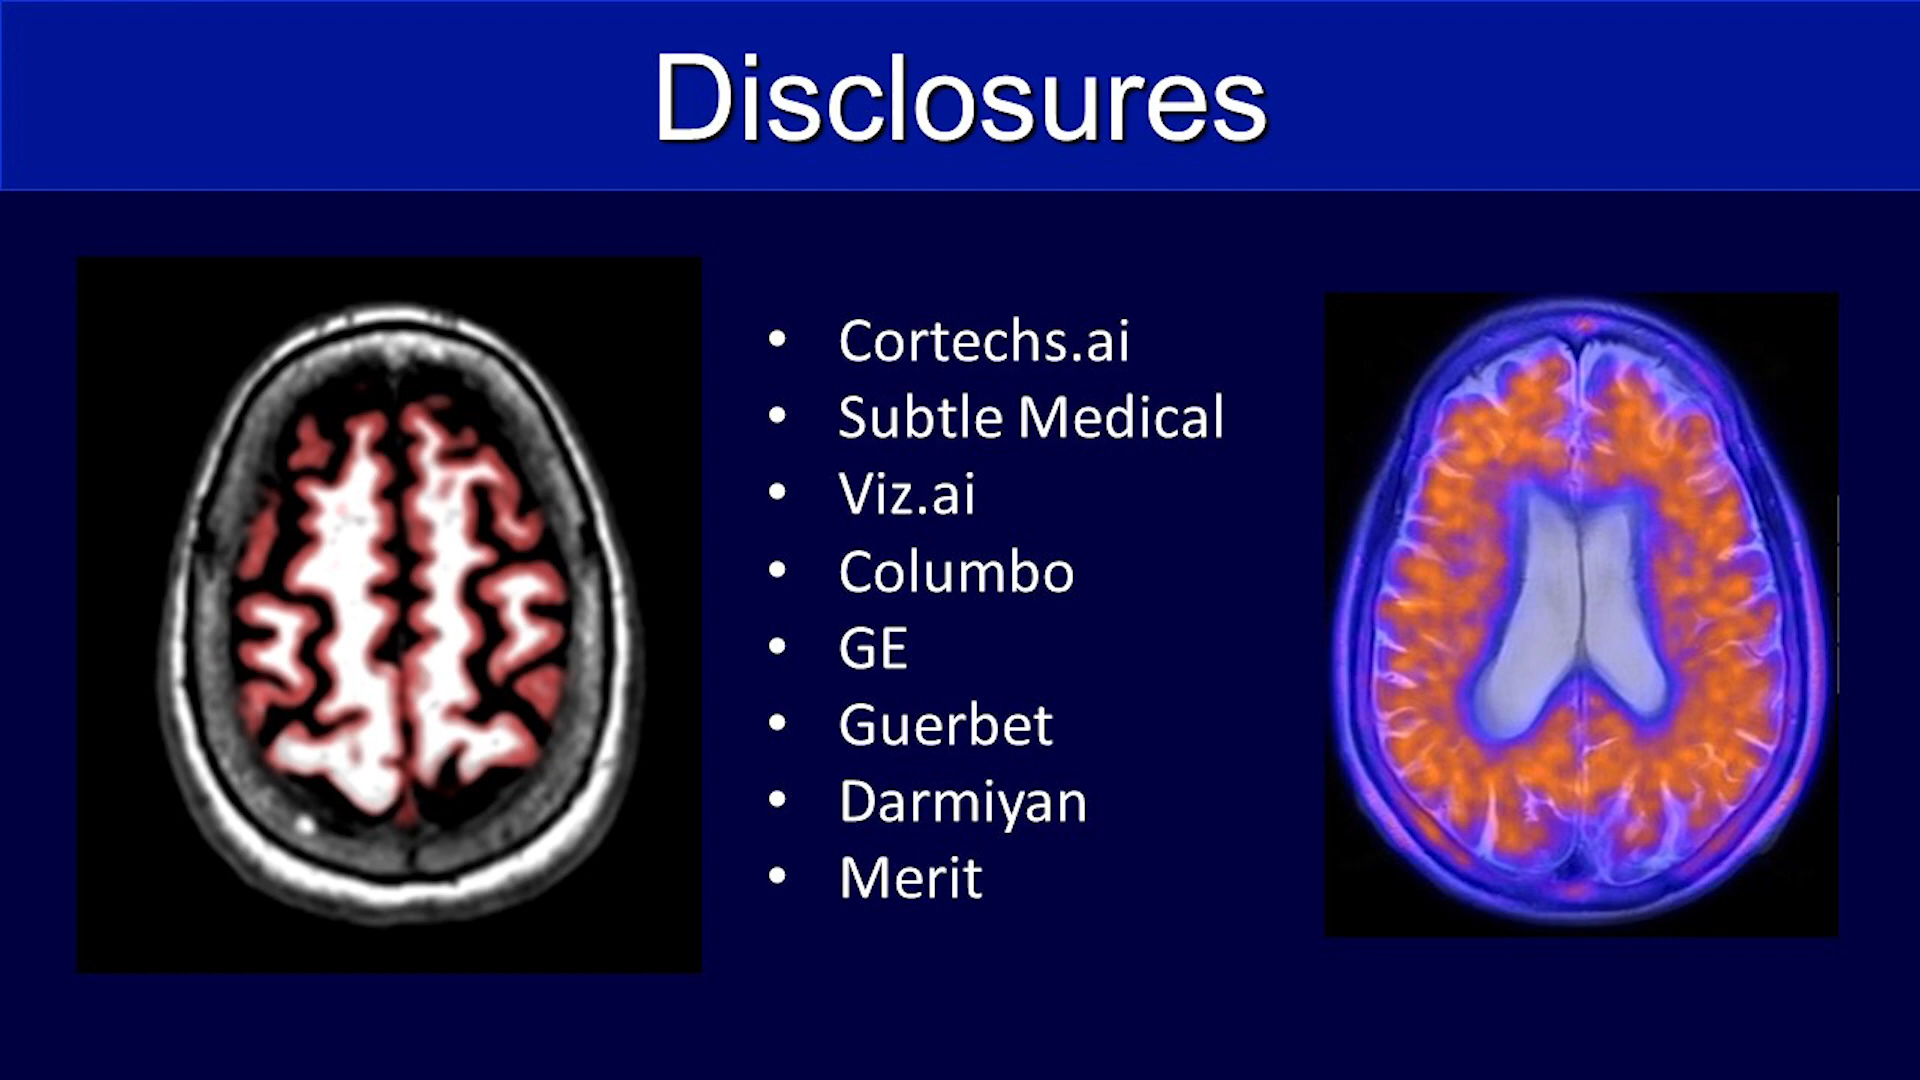 Disclosures
• Cortechs.ai
• Subtle Medical
• Viz.ai
• Columbo
• GE
• Guerbet
• Darmiyan
• Merit